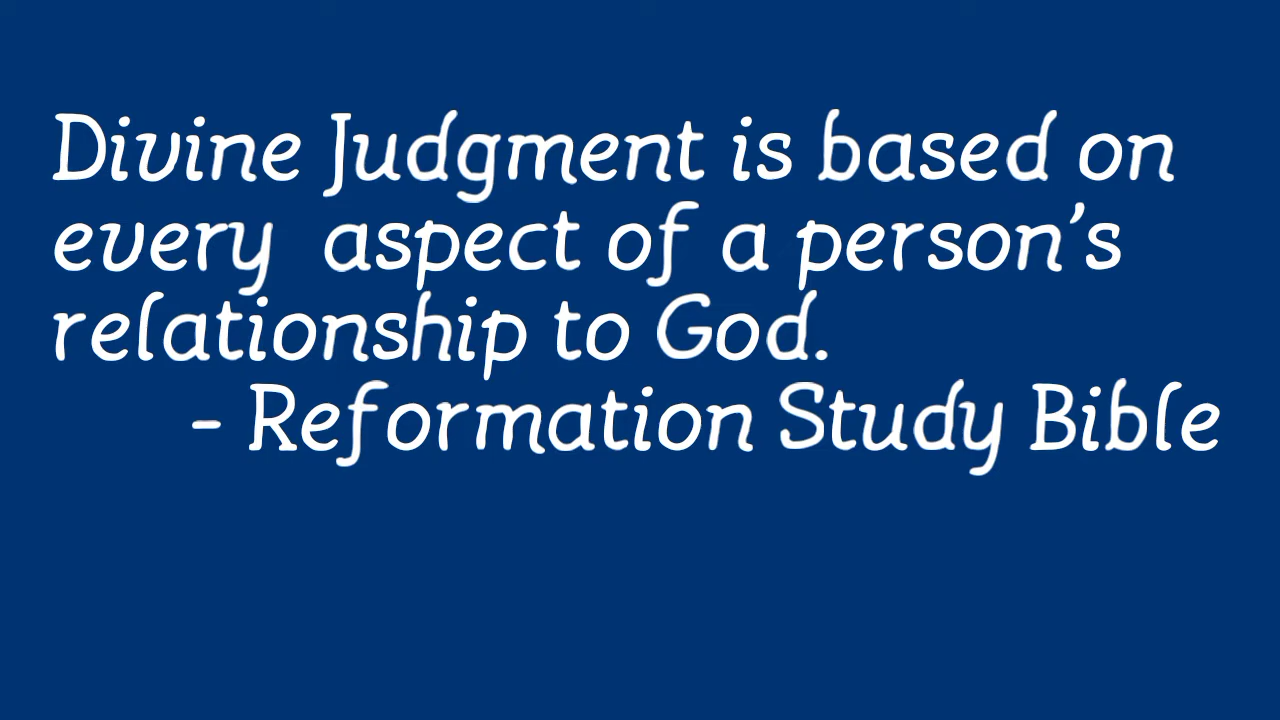 Divine Judgment is based on
every aspect of a person’s
relationship to God.
- Reformation Study Bible